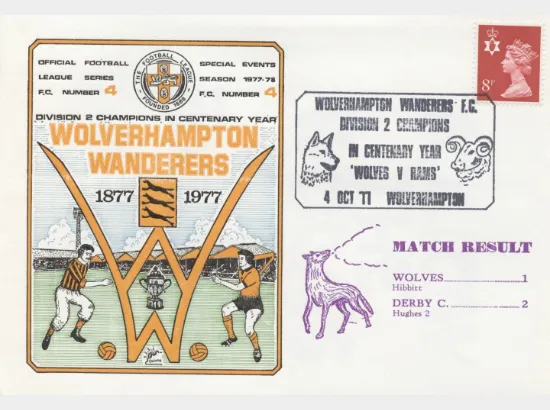 OFFICIAL FOOTBALL
LEAGUE SERIES
F.C. NUMBER 4
THE FOOTBALL LEAGUE
FOUNDED 1888
SPECIAL EVENTS
SEASON 1977-78
F.C. NUMBER 4
DIVISION 2 CHAMPIONS IN CENTENARY YEAR
WOLVERHAMPTON
WANDERERS
1877 1977
W
8P
WOLVERHAMPTON WANDERERS F.C.
DIVISION 2 CHAMPIONS
IN CENTENARY YEAR
'WOLVES V RAMS'
4 OCT 77 WOLVERHAMPTON
MATCH RESULT
WOLVES....................1
Hibbitt
DERBY C....................2
Hughes 2